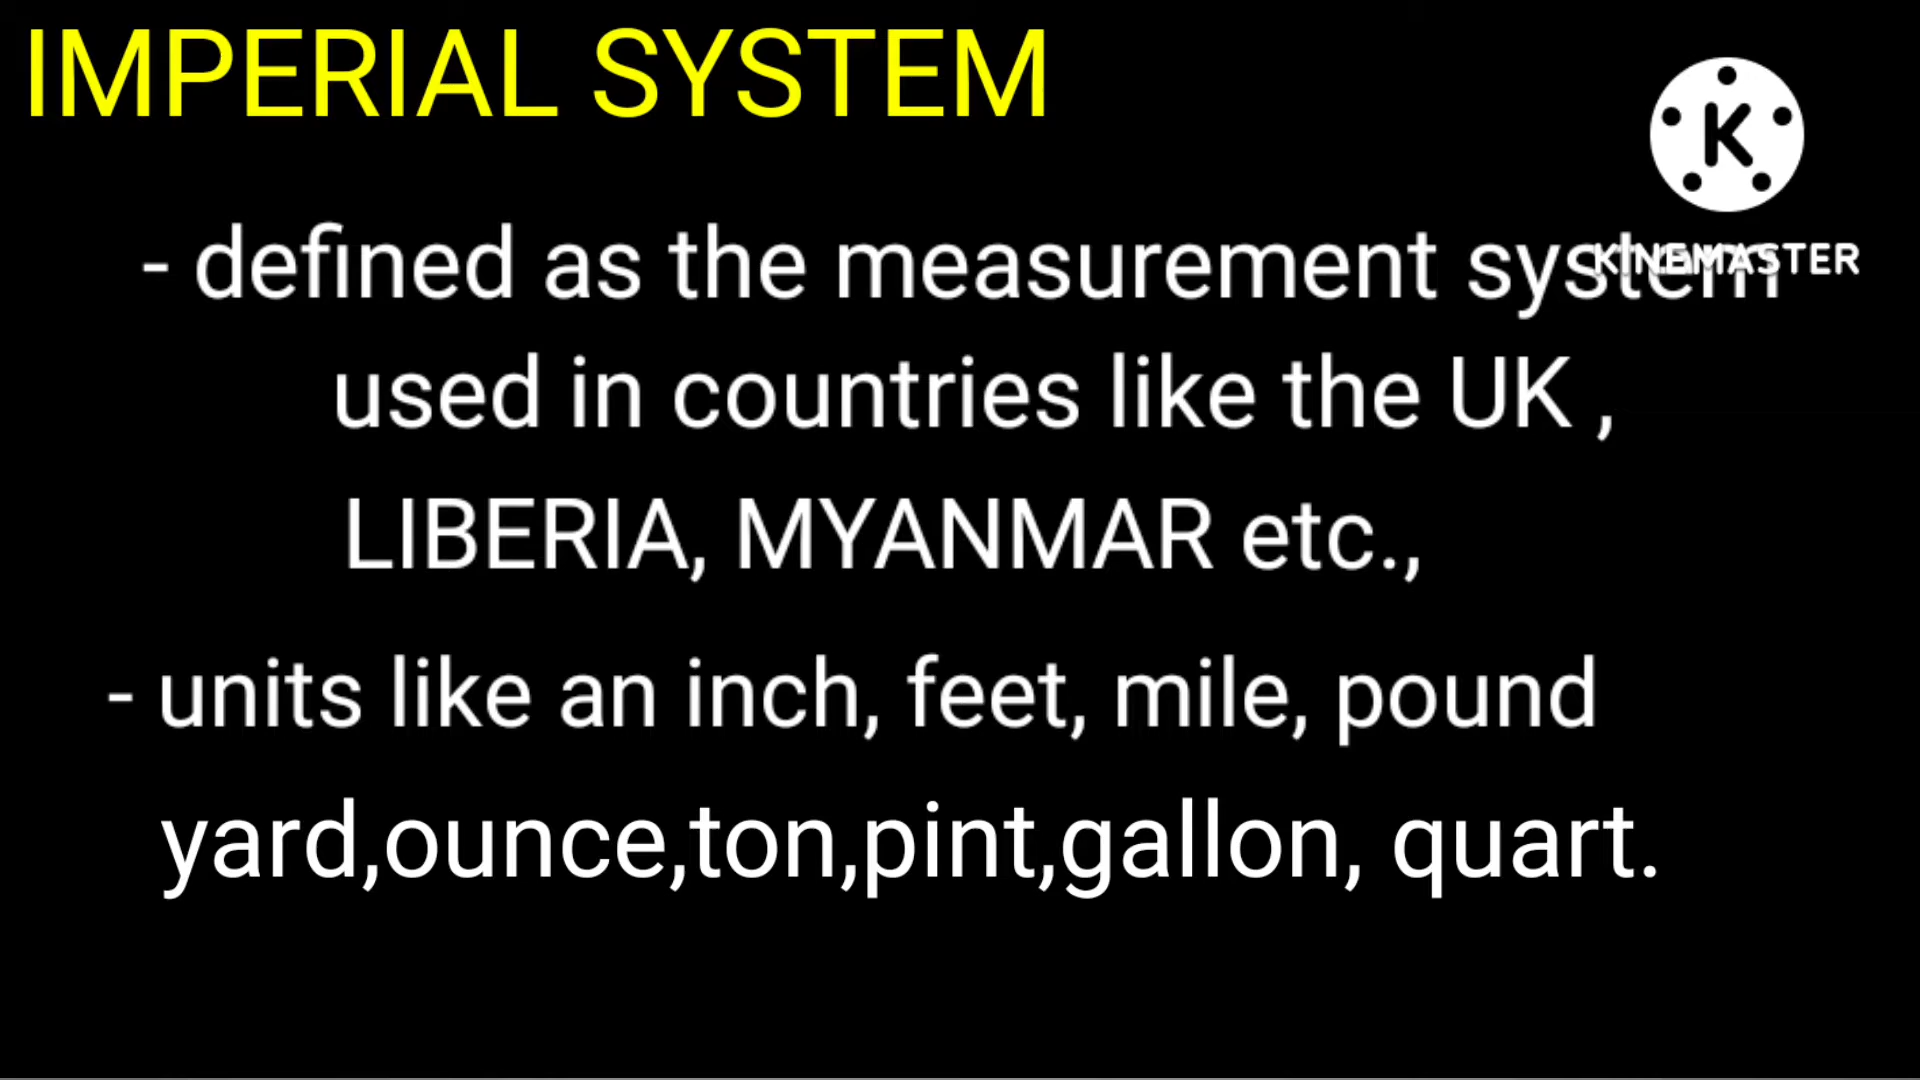 IMPERIAL SYSTEM
K
KINEMASTER
- defined as the measurement system
used in countries like the UK ,
LIBERIA, MYANMAR etc.,
- units like an inch, feet, mile, pound
yard,ounce,ton,pint,gallon, quart.